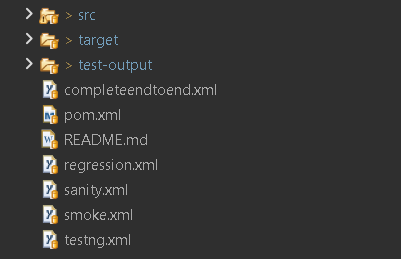 > src
> target
> test-output
completeendtoend.xml
pom.xml
README.md
regression.xml
sanity.xml
smoke.xml
testng.xml